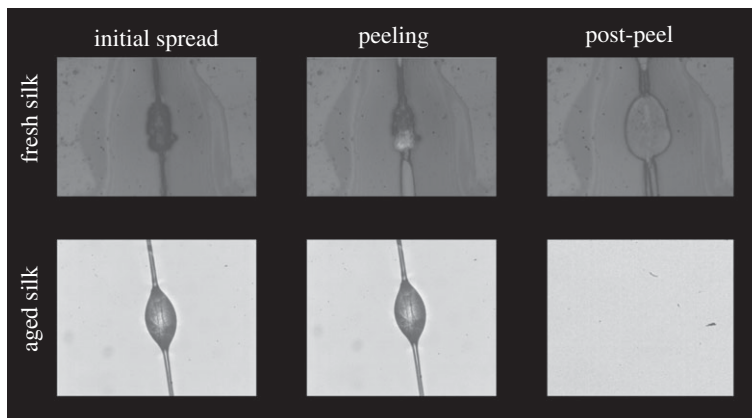 initial spread
peeling
post-peel
fresh silk
aged silk